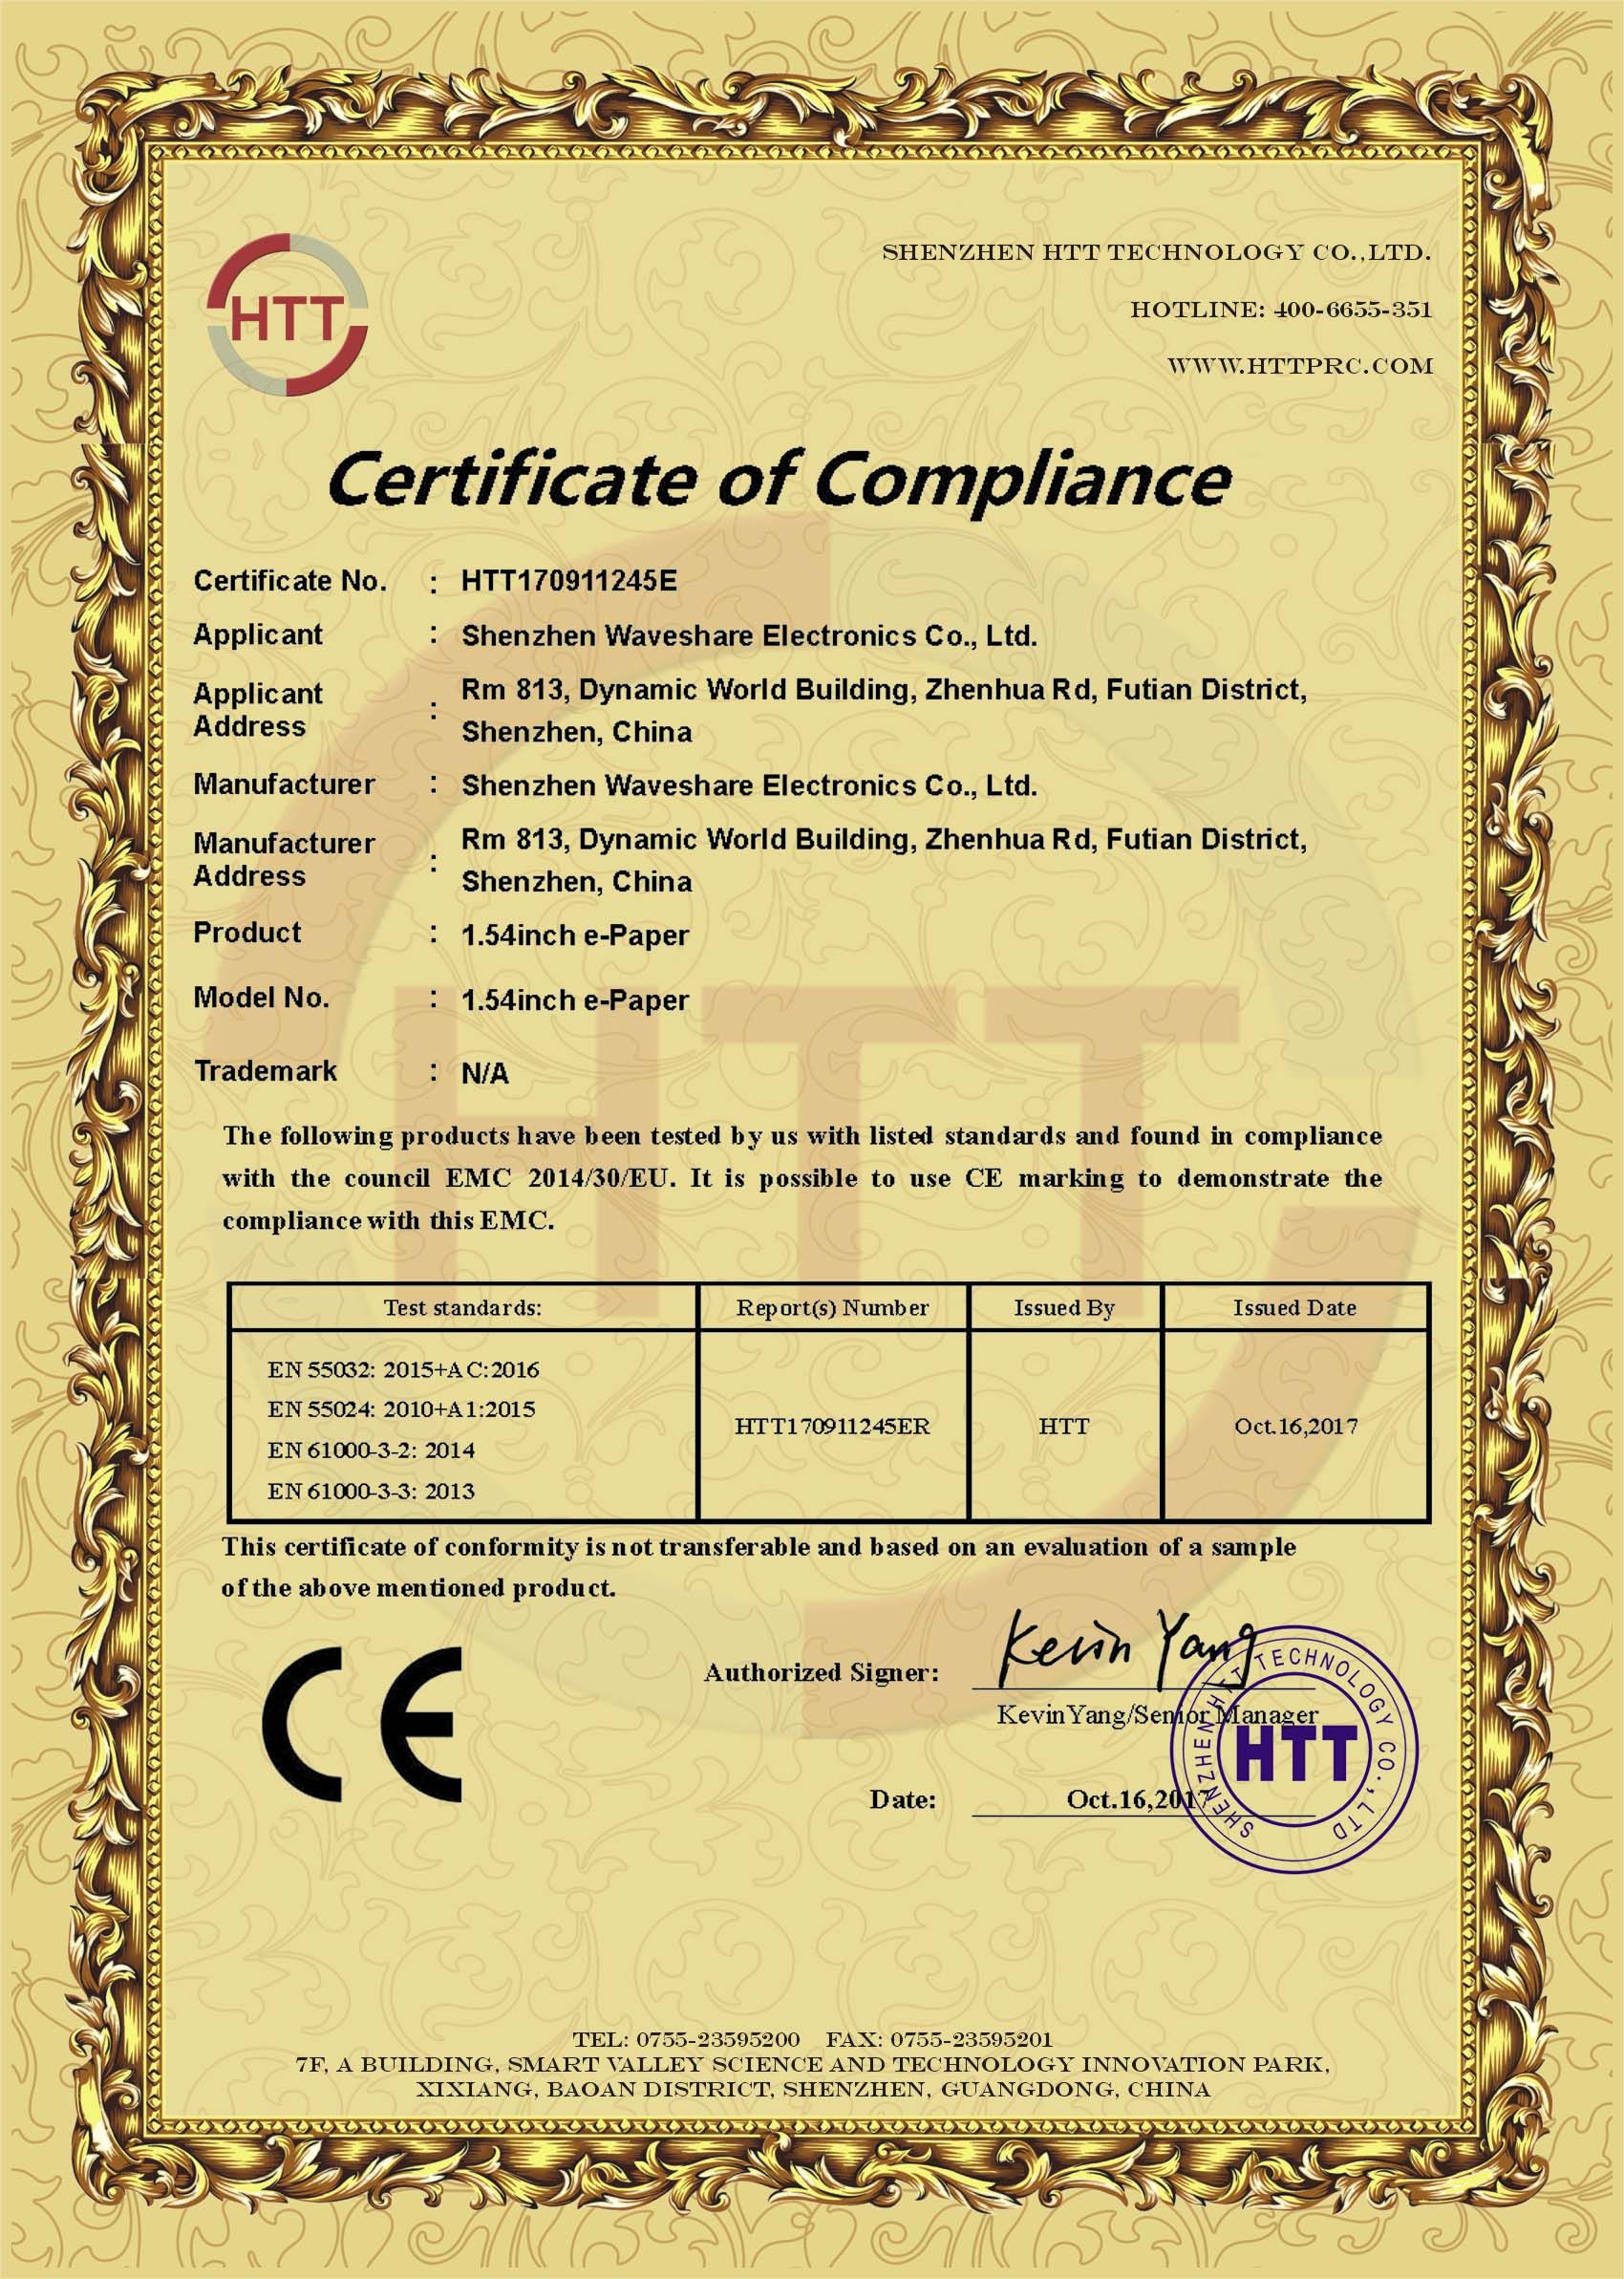 HTT
SHENZHEN HTT TECHNOLOGY CO.,LTD.
HOTLINE: 400-6655-351
WWW.HTTPRC.COM
Certificate of Compliance
Certificate No. : HTT170911245E
Applicant : Shenzhen Waveshare Electronics Co., Ltd.
Applicant Address : Rm 813, Dynamic World Building, Zhenhua Rd, Futian District,
Shenzhen, China
Manufacturer : Shenzhen Waveshare Electronics Co., Ltd.
Manufacturer Address : Rm 813, Dynamic World Building, Zhenhua Rd, Futian District,
Shenzhen, China
Product : 1.54inch e-Paper
Model No. : 1.54inch e-Paper
Trademark : N/A
HTT
The following products have been tested by us with listed standards and found in compliance
with the council EMC 2014/30/EU. It is possible to use CE marking to demonstrate the
compliance with this EMC.
Test standards: Report(s) Number Issued By Issued Date
EN 55032: 2015+AC:2016
EN 55024: 2010+A1:2015
EN 61000-3-2: 2014
EN 61000-3-3: 2013
HTT170911245ER HTT Oct.16,2017
This certificate of conformity is not transferable and based on an evaluation of a sample
of the above mentioned product.
CE
Authorized Signer: Kevin Yang
Kevin Yang/Senior Manager
Date: Oct.16,2017
SHENZHEN HTT TECHNOLOGY CO.,LTD
HTT
TEL: 0755-23595200 FAX: 0755-23595201
7F, A BUILDING, SMART VALLEY SCIENCE AND TECHNOLOGY INNOVATION PARK,
XIXIANG, BAOAN DISTRICT, SHENZHEN, GUANGDONG, CHINA